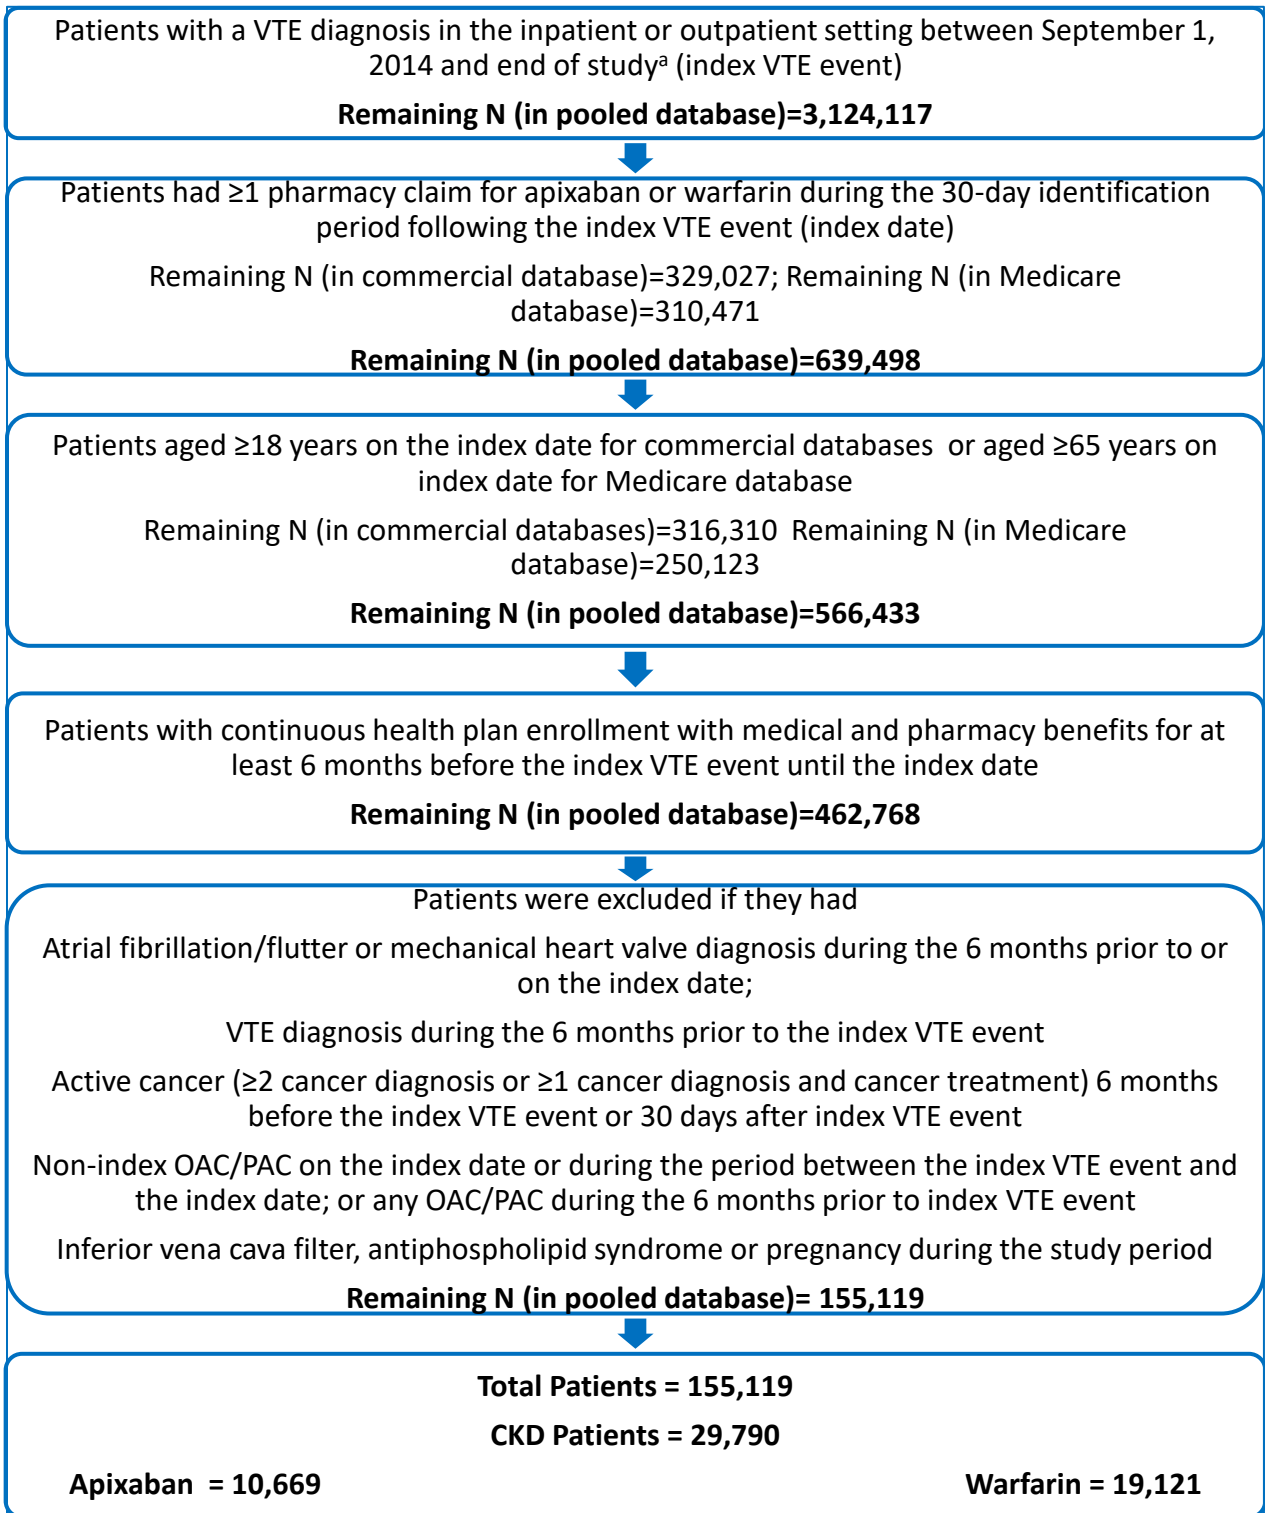 Patients with a VTE diagnosis in the inpatient or outpatient setting between September 1,
2014 and end of studyᵃ (index VTE event)
Remaining N (in pooled database)=3,124,117
Patients had ≥1 pharmacy claim for apixaban or warfarin during the 30-day identification
period following the index VTE event (index date)
Remaining N (in commercial database)=329,027; Remaining N (in Medicare
database)=310,471
Remaining N (in pooled database)=639,498
Patients aged ≥18 years on the index date for commercial databases  or aged ≥65 years on
index date for Medicare database
Remaining N (in commercial databases)=316,310  Remaining N (in Medicare
database)=250,123
Remaining N (in pooled database)=566,433
Patients with continuous health plan enrollment with medical and pharmacy benefits for at
least 6 months before the index VTE event until the index date
Remaining N (in pooled database)=462,768
Patients were excluded if they had
Atrial fibrillation/flutter or mechanical heart valve diagnosis during the 6 months prior to or
on the index date;
VTE diagnosis during the 6 months prior to the index VTE event
Active cancer (≥2 cancer diagnosis or ≥1 cancer diagnosis and cancer treatment) 6 months
before the index VTE event or 30 days after index VTE event
Non-index OAC/PAC on the index date or during the period between the index VTE event and
the index date; or any OAC/PAC during the 6 months prior to index VTE event
Inferior vena cava filter, antiphospholipid syndrome or pregnancy during the study period
Remaining N (in pooled database)= 155,119
Total Patients = 155,119
CKD Patients = 29,790
Apixaban  = 10,669 Warfarin = 19,121